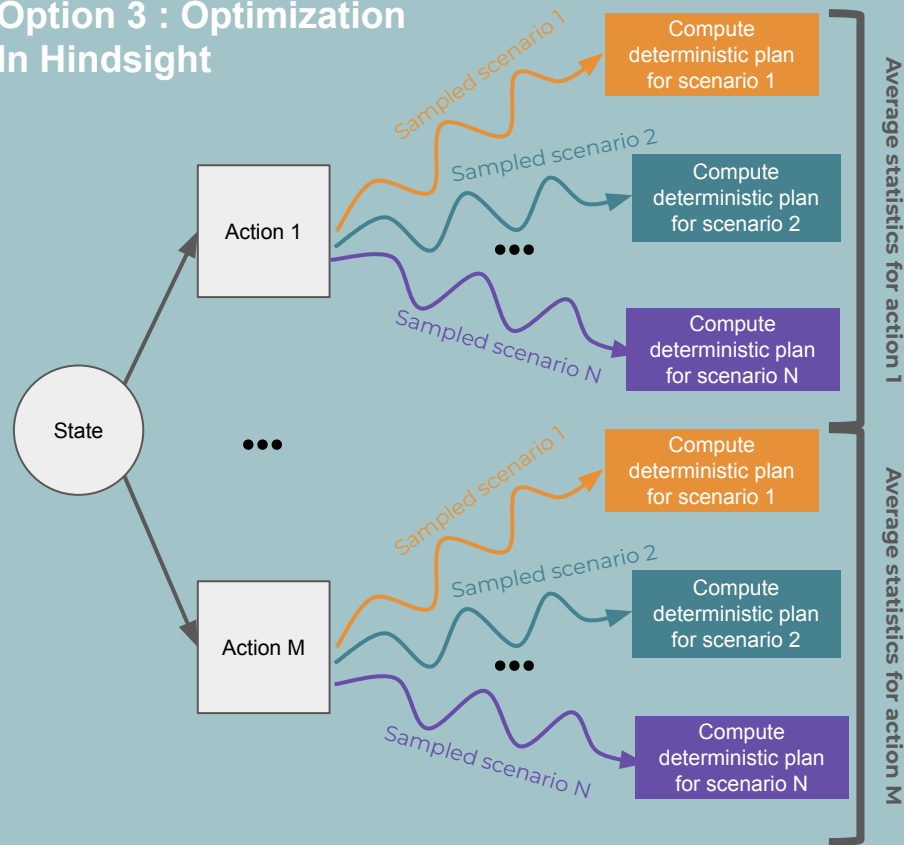 Option 3 : Optimization
In Hindsight
Sampled scenario 1
Compute
deterministic plan
for scenario 1
Sampled scenario 2
Compute
deterministic plan
for scenario 2
Action 1
•••
Sampled scenario N
Compute
deterministic plan
for scenario N
Average statistics for action 1
State
•••
Sampled scenario 1
Compute
deterministic plan
for scenario 1
Sampled scenario 2
Compute
deterministic plan
for scenario 2
Action M
•••
Sampled scenario N
Compute
deterministic plan
for scenario N
Average statistics for action M